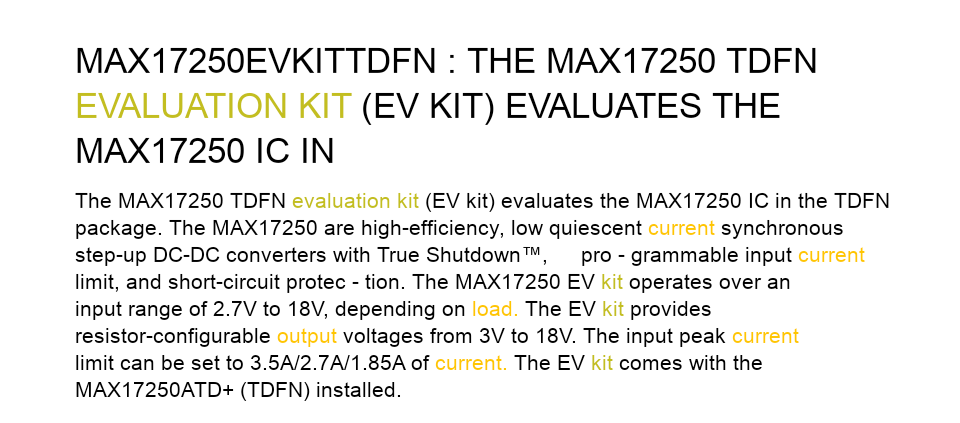 MAX17250EVKITTDFN : THE MAX17250 TDFN
EVALUATION KIT (EV KIT) EVALUATES THE
MAX17250 IC IN
The MAX17250 TDFN evaluation kit (EV kit) evaluates the MAX17250 IC in the TDFN
package. The MAX17250 are high-efficiency, low quiescent current synchronous
step-up DC-DC converters with True Shutdown™, pro - grammable input current
limit, and short-circuit protec - tion. The MAX17250 EV kit operates over an
input range of 2.7V to 18V, depending on load. The EV kit provides
resistor-configurable output voltages from 3V to 18V. The input peak current
limit can be set to 3.5A/2.7A/1.85A of current. The EV kit comes with the
MAX17250ATD+ (TDFN) installed.